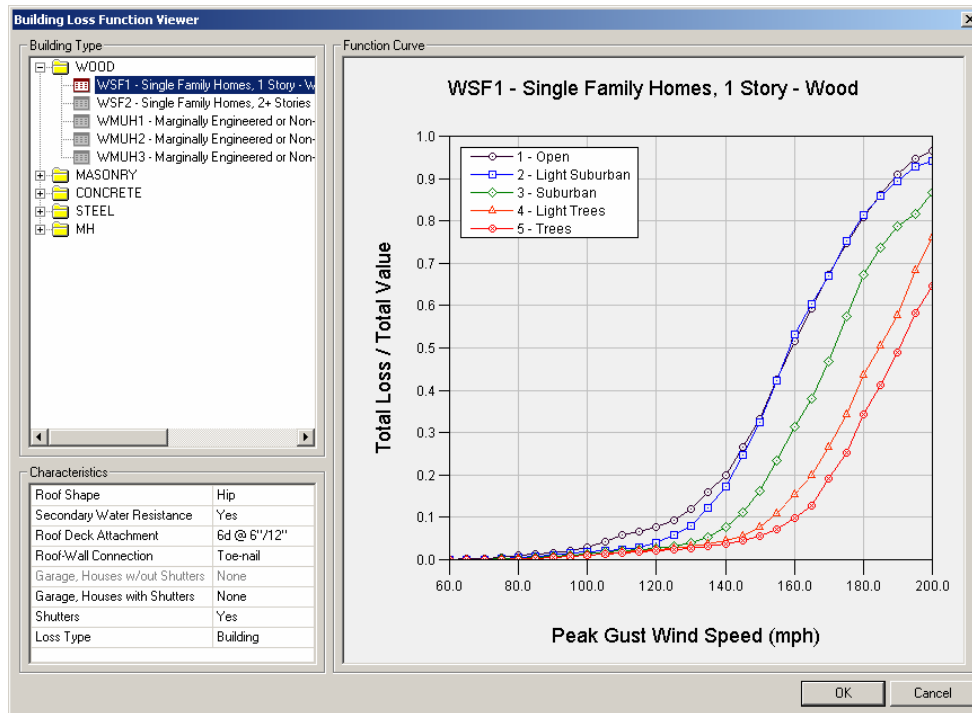 Building Loss Function Viewer
Building Type
WOOD
WSF1 - Single Family Homes, 1 Story - W
WSF2 - Single Family Homes, 2+ Stories
WMUH1 - Marginally Engineered or Non-
WMUH2 - Marginally Engineered or Non-
WMUH3 - Marginally Engineered or Non-
MASONRY
CONCRETE
STEEL
MH
Characteristics
Roof Shape Hip
Secondary Water Resistance Yes
Roof Deck Attachment 6d @ 6"/12"
Roof-Wall Connection Toe-nail
Garage, Houses w/out Shutters None
Garage, Houses with Shutters None
Shutters Yes
Loss Type Building
Function Curve
WSF1 - Single Family Homes, 1 Story - Wood
1 - Open
2 - Light Suburban
3 - Suburban
4 - Light Trees
5 - Trees
Total Loss / Total Value
1.0
0.9
0.8
0.7
0.6
0.5
0.4
0.3
0.2
0.1
0.0
60.0 80.0 100.0 120.0 140.0 160.0 180.0 200.0
Peak Gust Wind Speed (mph)
OK Cancel